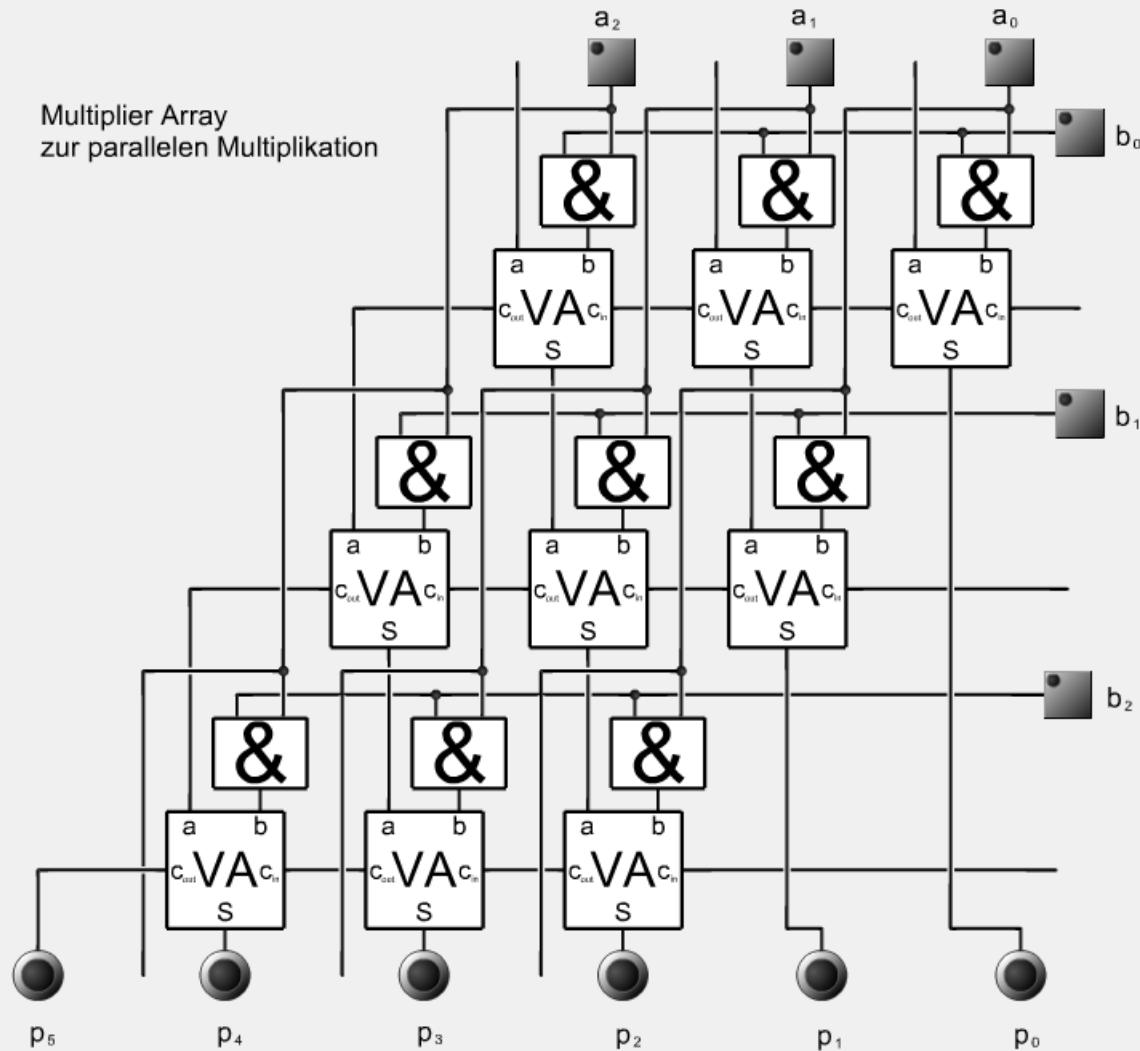 a₂ a₁ a₀
Multiplier Array
zur parallelen Multiplikation
b₀
& & &
a b a b a b
Cout VA Cin Cout VA Cin Cout VA Cin
S S S
b₁
& & &
a b a b a b
Cout VA Cin Cout VA Cin Cout VA Cin
S S S
b₂
& & &
a b a b a b
Cout VA Cin Cout VA Cin Cout VA Cin
S S S
p₅ p₄ p₃ p₂ p₁ p₀